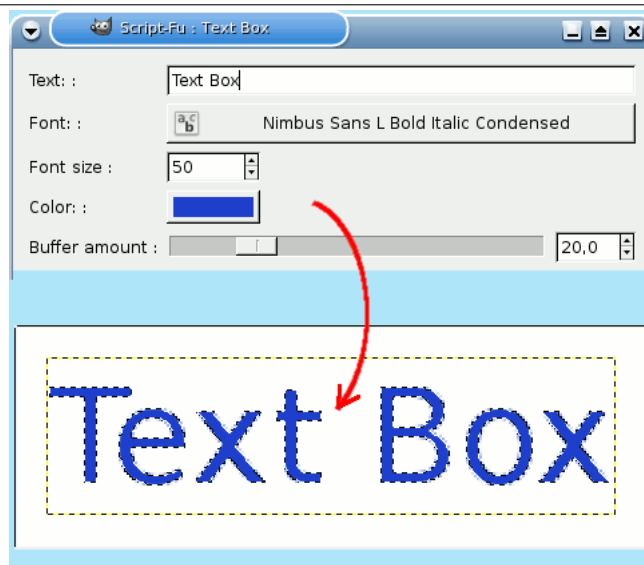 Script-Fu : Text Box
Text: : Text Box
Font: : abc Nimbus Sans L Bold Italic Condensed
Font size : 50
Color: :
Buffer amount : 20,0
Text Box